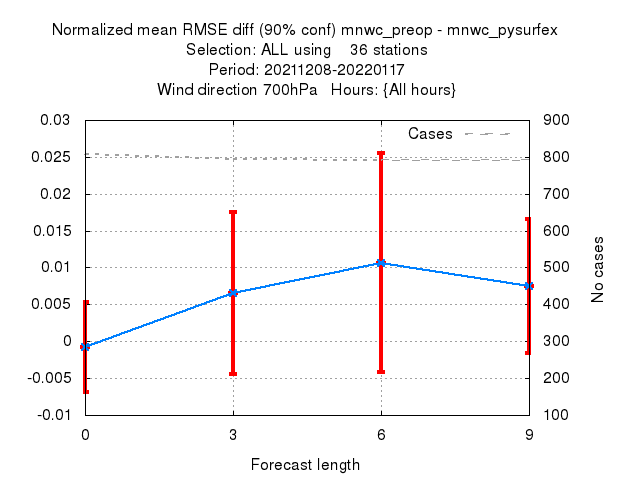 Normalized mean RMSE diff (90% conf) mnwc_preop - mnwc_pysurfex
Selection: ALL using    36 stations
Period: 20211208-20220117
Wind direction 700hPa   Hours: {All hours}
0.03
0.025
0.02
0.015
0.01
0.005
0
-0.005
-0.01
900
800
700
600
500
400
300
200
100
Cases
No cases
0 3 6 9
Forecast length